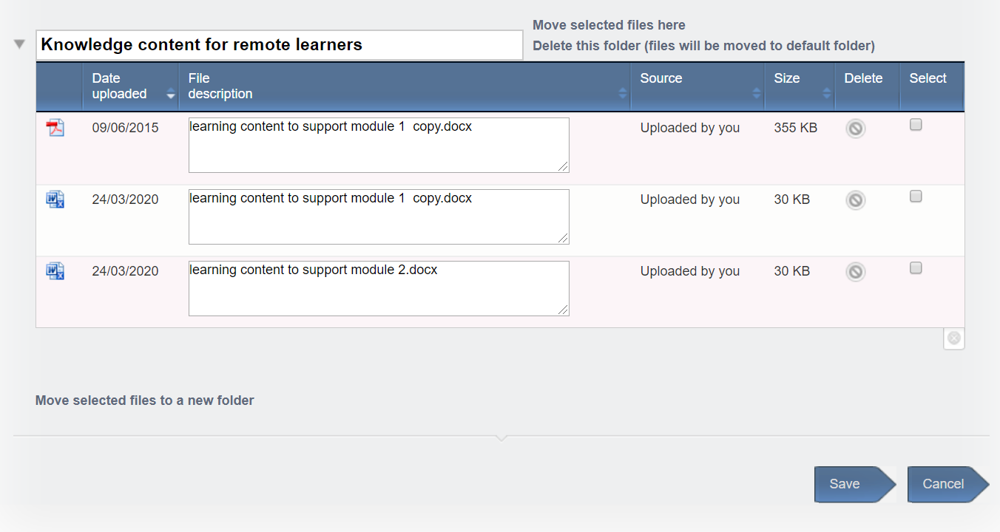 Move selected files here
Knowledge content for remote learners
Delete this folder (files will be moved to default folder)
Date uploaded File description Source Size Delete Select
09/06/2015 learning content to support module 1  copy.docx Uploaded by you 355 KB
24/03/2020 learning content to support module 1  copy.docx Uploaded by you 30 KB
24/03/2020 learning content to support module 2.docx Uploaded by you 30 KB
Move selected files to a new folder
Save Cancel